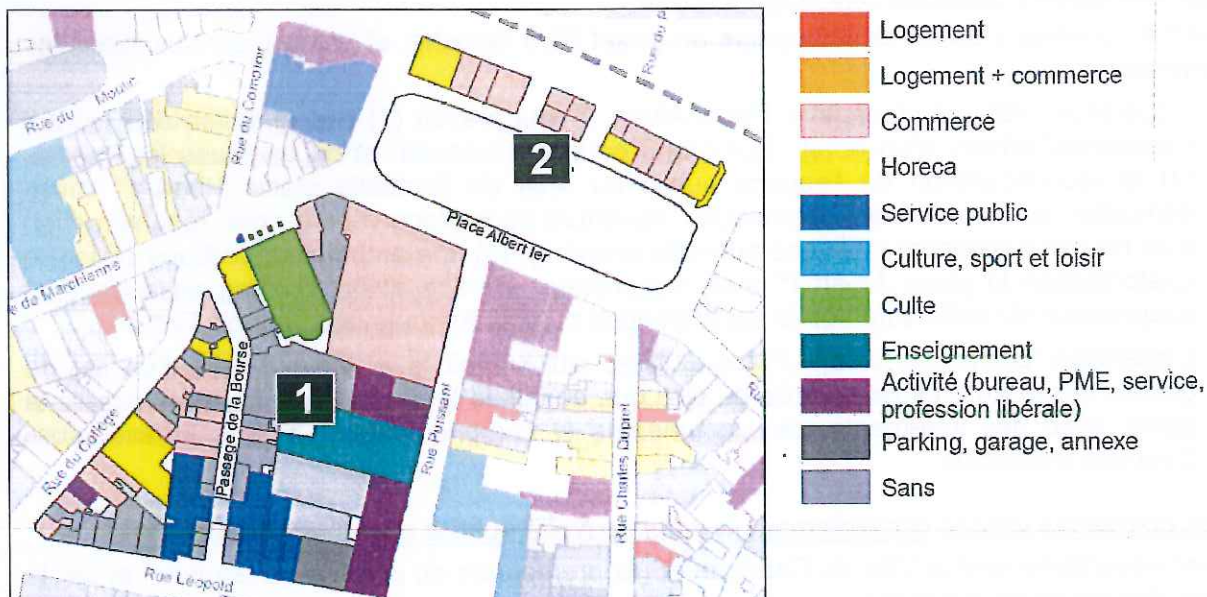 Rue du Moulin
Rue du Comptoir
Rue du
2
Place Albert Ier
e de Marchienne
1
Passage de la Bourse
Rue du Collège
Rue Puissant
Rue Charles Dupret
Rue Léopold
Logement
Logement + commerce
Commerce
Horeca
Service public
Culture, sport et loisir
Culte
Enseignement
Activité (bureau, PME, service,
profession libérale)
Parking, garage, annexe
Sans